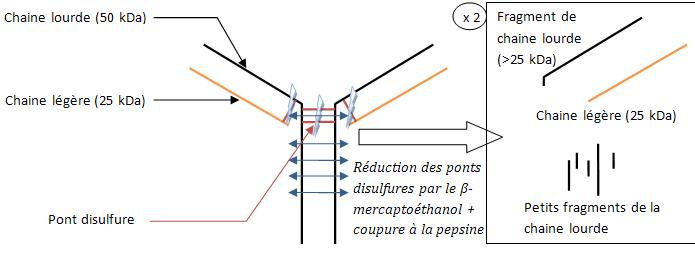 Chaine lourde (50 kDa)
Chaine légère (25 kDa)
Pont disulfure
Réduction des ponts
disulfures par le β-
mercaptoéthanol +
coupure à la pepsine
x 2
Fragment de
chaine lourde
(>25 kDa)
Chaine légère (25 kDa)
Petits fragments de la
chaine lourde